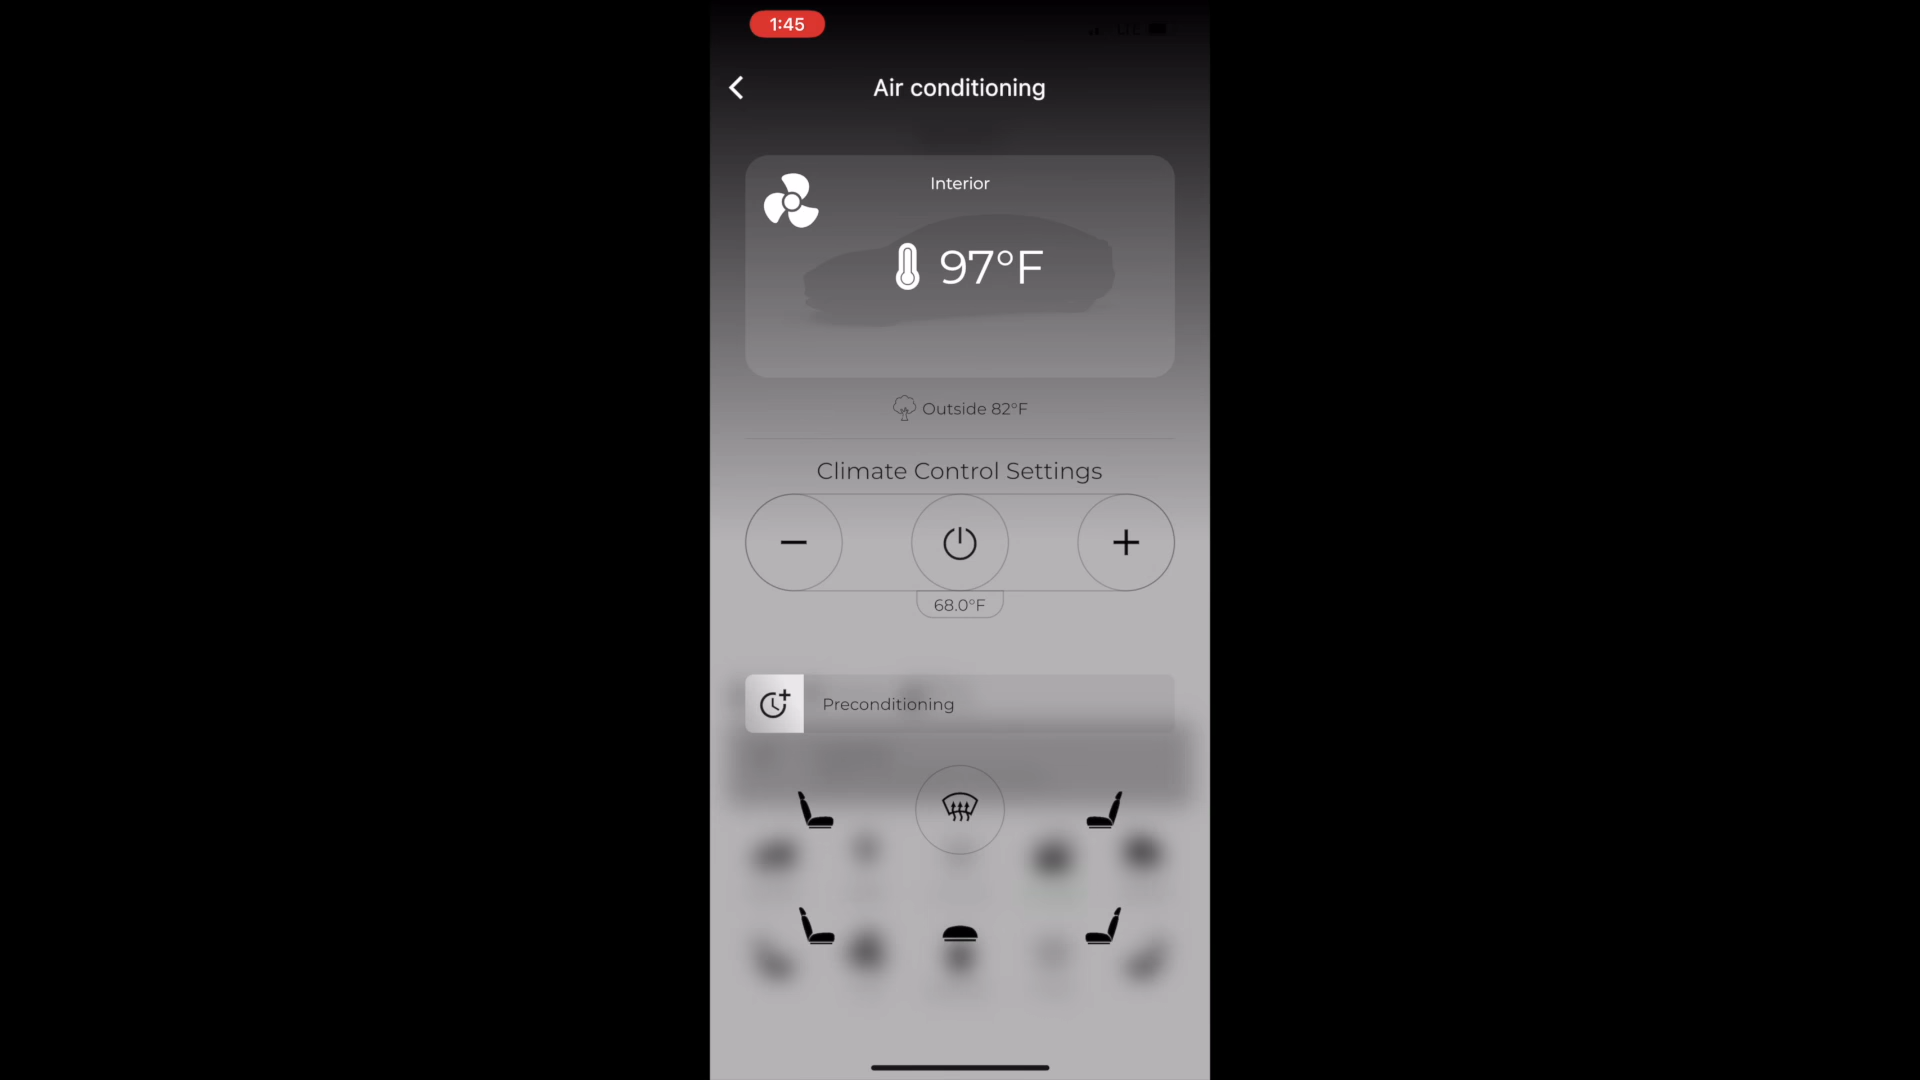 1:45
Air conditioning
Interior
97°F
Outside 82°F
Climate Control Settings
68.0°F
Preconditioning